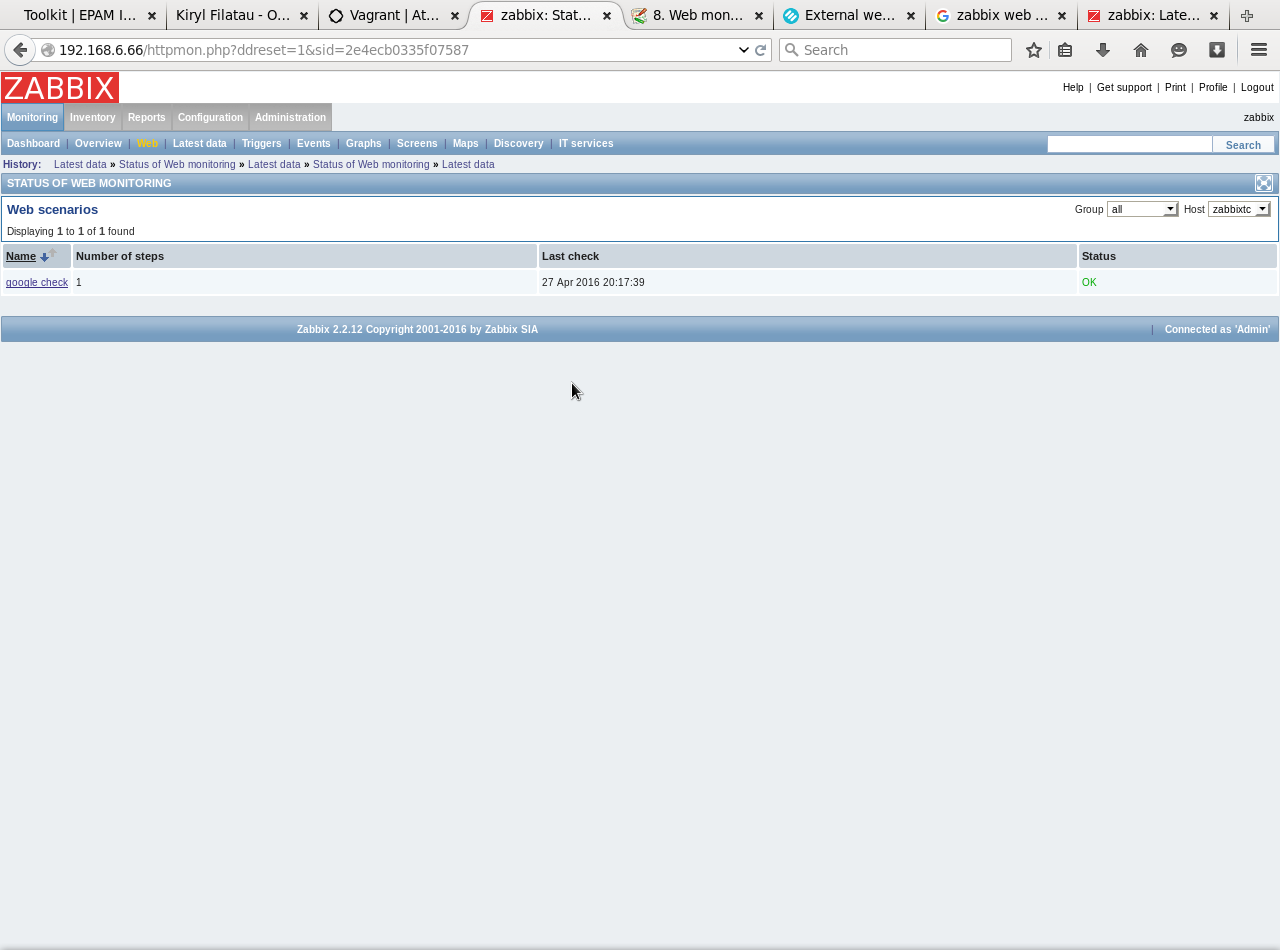 Toolkit | EPAM I... Kiryl Filatau - O... Vagrant | At... zabbix: Stat... 8. Web mon... External we... zabbix web ... zabbix: Late...
192.168.6.66/httpmon.php?ddreset=1&sid=2e4ecb0335f07587 Search
ZABBIX
Help | Get support | Print | Profile | Logout
Monitoring Inventory Reports Configuration Administration zabbix
Dashboard | Overview | Web | Latest data | Triggers | Events | Graphs | Screens | Maps | Discovery | IT services Search
History: Latest data » Status of Web monitoring » Latest data » Status of Web monitoring » Latest data
STATUS OF WEB MONITORING
Web scenarios Group all Host zabbixtc
Displaying 1 to 1 of 1 found
Name Number of steps Last check Status
google check 1 27 Apr 2016 20:17:39 OK
Zabbix 2.2.12 Copyright 2001-2016 by Zabbix SIA | Connected as 'Admin'